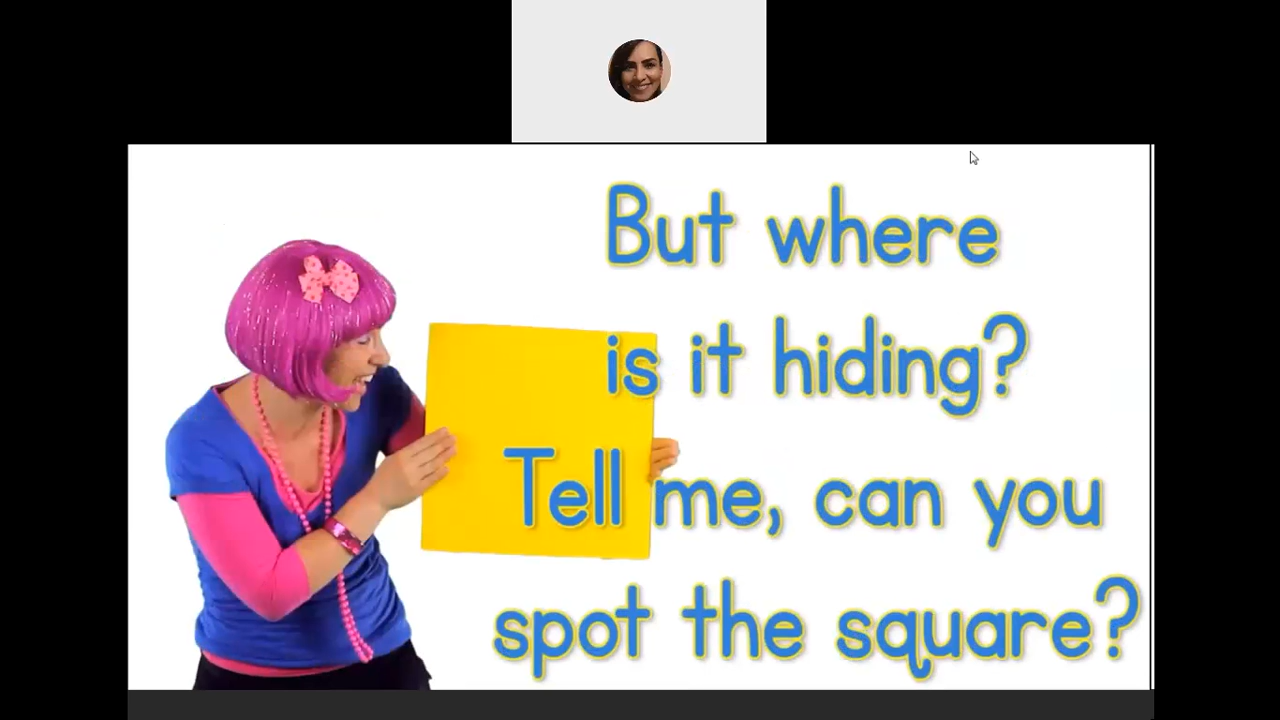 But where
is it hiding?
Tell me, can you
spot the square?